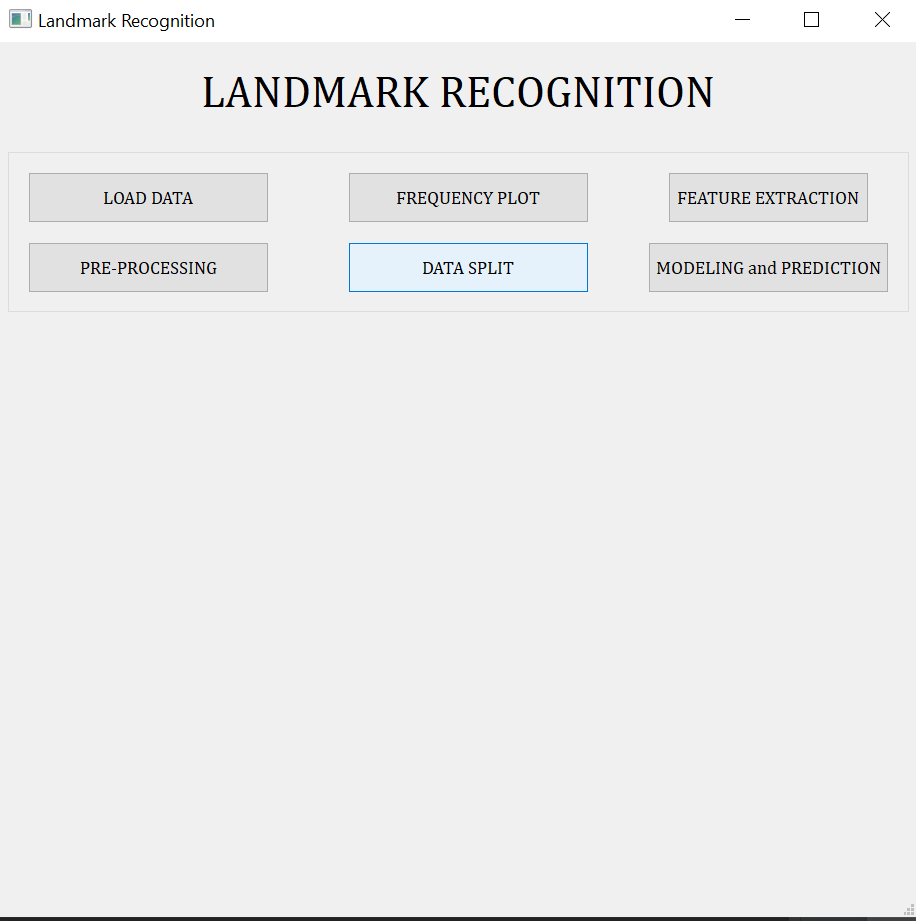 Landmark Recognition
LANDMARK RECOGNITION
LOAD DATA
FREQUENCY PLOT
FEATURE EXTRACTION
PRE-PROCESSING
DATA SPLIT
MODELING and PREDICTION